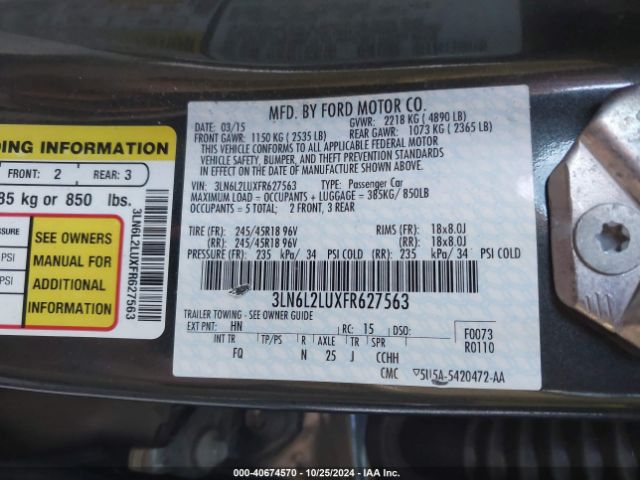 DING INFORMATION
FRONT: 2 REAR: 3
85 kg or 850 lbs.
PRESSURE
PSI
PSI
SEE OWNERS
MANUAL FOR
ADDITIONAL
INFORMATION
3LN6L2LUXFR627563
MFD. BY FORD MOTOR CO.
DATE: 03/15 GVWR: 2218 KG ( 4890 LB)
FRONT GAWR: 1150 KG ( 2535 LB) REAR GAWR: 1073 KG ( 2365 LB)
THIS VEHICLE CONFORMS TO ALL APPLICABLE FEDERAL MOTOR
VEHICLE SAFETY, BUMPER, AND THEFT PREVENTION STANDARDS
IN EFFECT ON THE DATE OF MANUFACTURE SHOWN ABOVE.
VIN: 3LN6L2LUXFR627563 TYPE: Passenger Car
MAXIMUM LOAD = OCCUPANTS + LUGGAGE = 385KG/ 850LB
OCCUPANTS = 5 TOTAL: 2 FRONT, 3 REAR
TIRE (FR): 245/45R18 96V RIMS (FR): 18x8.0J
(RR): 245/45R18 96V (RR): 18x8.0J
PRESSURE (FR): 235 kPa/ 34 PSI COLD (RR): 235 kPa/ 34 PSI COLD
3LN6L2LUXFR627563
TRAILER TOWING - SEE OWNER GUIDE
EXT PNT: HN RC: 15 DSO: F0073
INT TR TP/PS R AXLE TR SPR R0110
FQ N 25 J CCHH
CMC ▽5U5A-5420472-AA
000-40674570 - 10/25/2024 - IAA Inc.